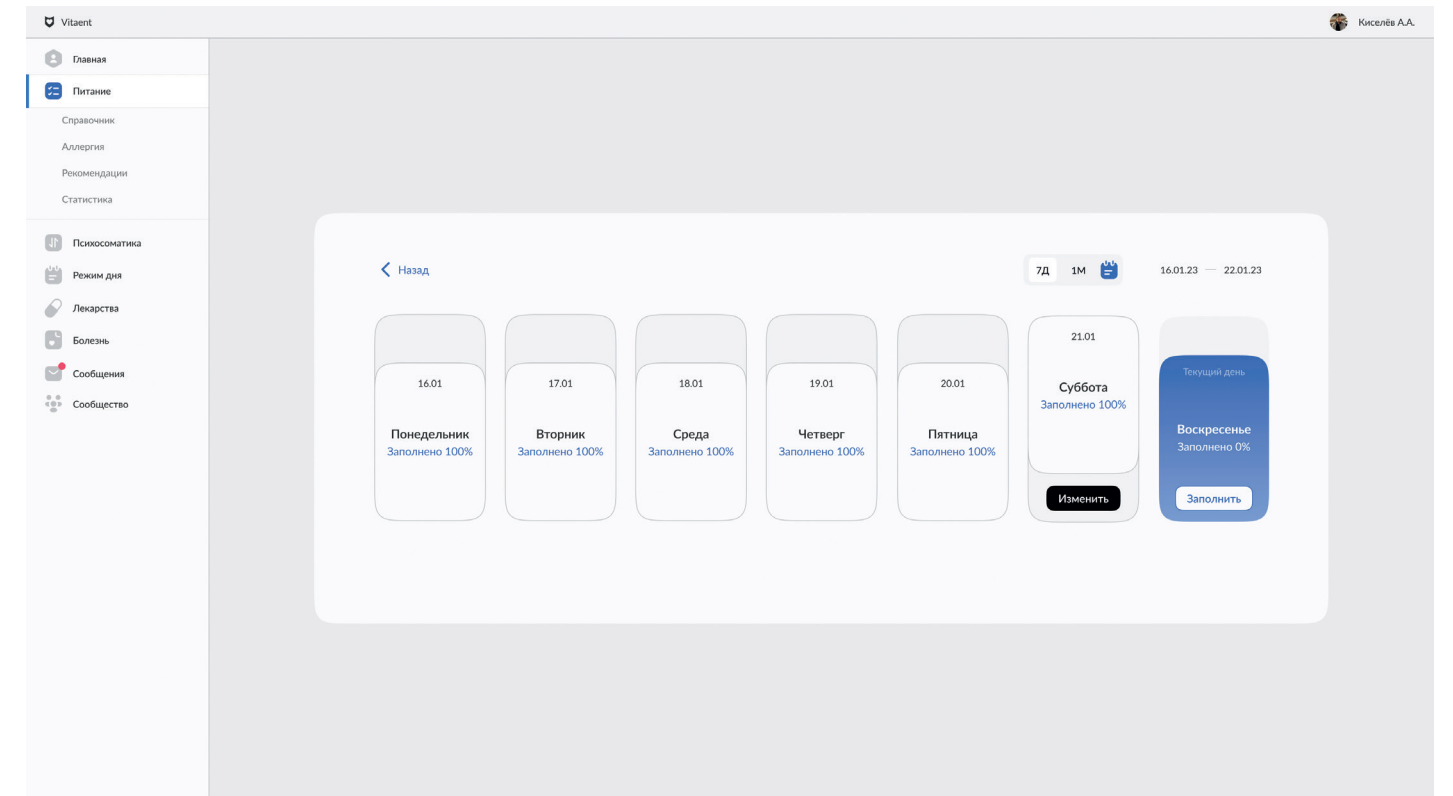 Vitaent
Киселёв А.А.
Главная
Питание
Справочник
Аллергия
Рекомендации
Статистика
Психосоматика
Режим дня
Лекарства
Болезнь
Сообщения
Сообщество
Назад
7Д 1М
16.01.23 — 22.01.23
16.01
Понедельник
Заполнено 100%
17.01
Вторник
Заполнено 100%
18.01
Среда
Заполнено 100%
19.01
Четверг
Заполнено 100%
20.01
Пятница
Заполнено 100%
21.01
Суббота
Заполнено 100%
Изменить
Текущий день
Воскресенье
Заполнено 0%
Заполнить